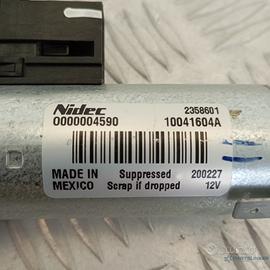 Nidec 2358601
0000004590 10041604A
MADE IN Suppressed 200227
MEXICO Scrap if dropped 12V